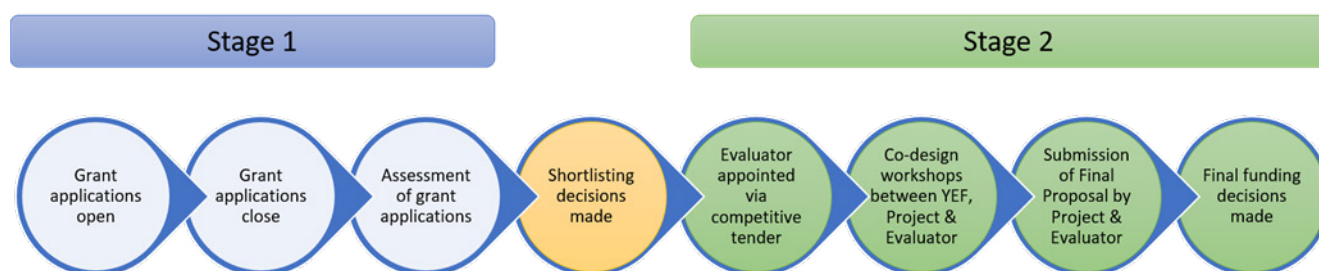 Stage 1
Stage 2
Grant
applications
open
Grant
applications
close
Assessment
of grant
applications
Shortlisting
decisions
made
Evaluator
appointed
via
competitive
tender
Co-design
workshops
between YEF,
Project &
Evaluator
Submission
of Final
Proposal by
Project &
Evaluator
Final funding
decisions
made